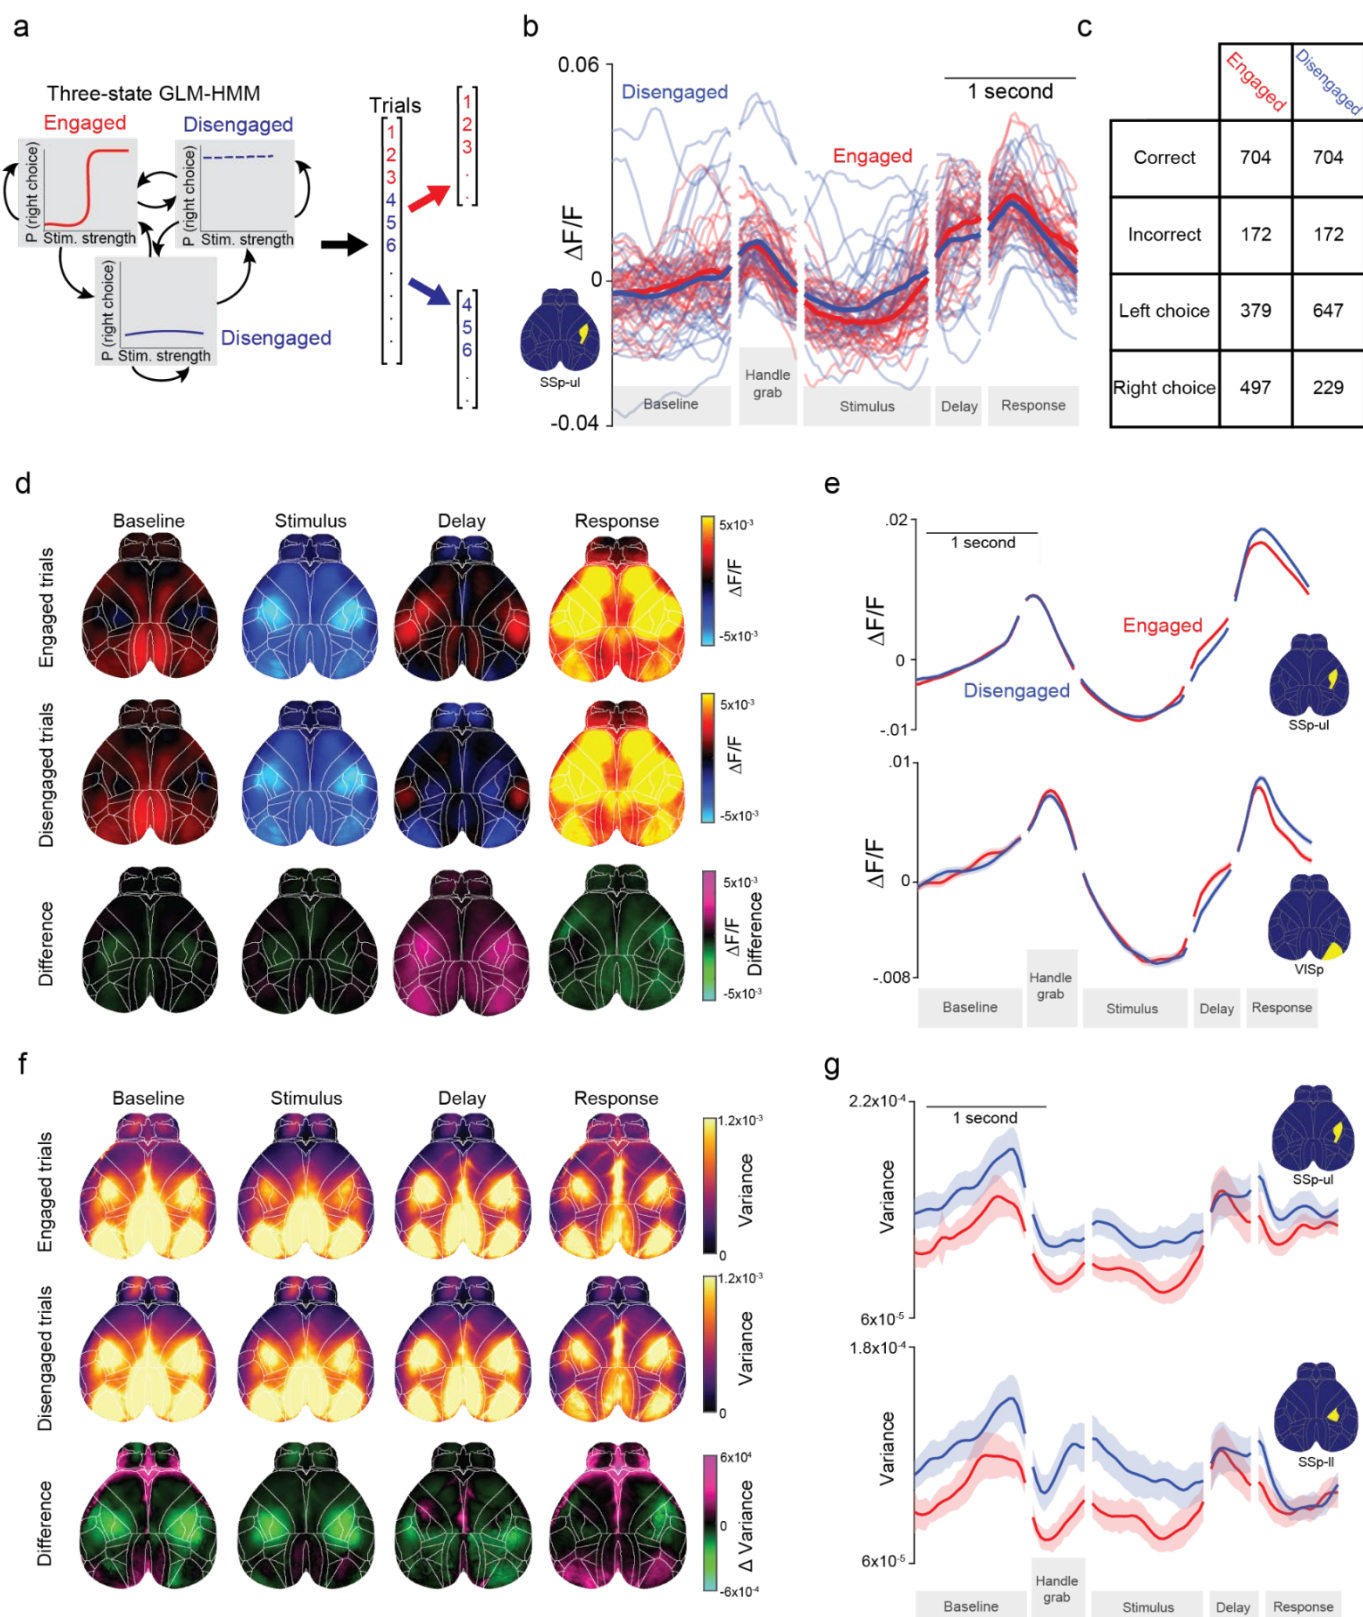 a
Three-state GLM-HMM
Engaged
Disengaged
P (right choice)
Stim. strength
P (right choice)
Stim. strength
P (right choice)
Stim. strength
Disengaged
Trials
1
2
3
4
5
6
.
.
.
.
1
2
3
.
.
4
5
6
.
.
b
0.06
0
-0.04
ΔF/F
Disengaged
Engaged
1 second
SSp-ul
Baseline
Handle
grab
Stimulus
Delay
Response
c
Engaged
Disengaged
Correct 704 704
Incorrect 172 172
Left choice 379 647
Right choice 497 229
d
Baseline Stimulus Delay Response
Engaged trials
5x10-3
ΔF/F
-5x10-3
Disengaged trials
5x10-3
ΔF/F
-5x10-3
Difference
5x10-3
ΔF/F
Difference
-5x10-3
e
.02
1 second
ΔF/F
0
-.01
Engaged
Disengaged
SSp-ul
.01
ΔF/F
0
-.008
VISp
Baseline
Handle
grab
Stimulus
Delay
Response
f
Baseline Stimulus Delay Response
Engaged trials
1.2x10-3
Variance
0
Disengaged trials
1.2x10-3
Variance
0
Difference
6x10⁴
0
Δ Variance
-6x10-4
g
2.2x10-4
1 second
Variance
6x10-5
SSp-ul
1.8x10-4
Variance
6x10-5
SSp-ll
Baseline
Handle
grab
Stimulus
Delay
Response